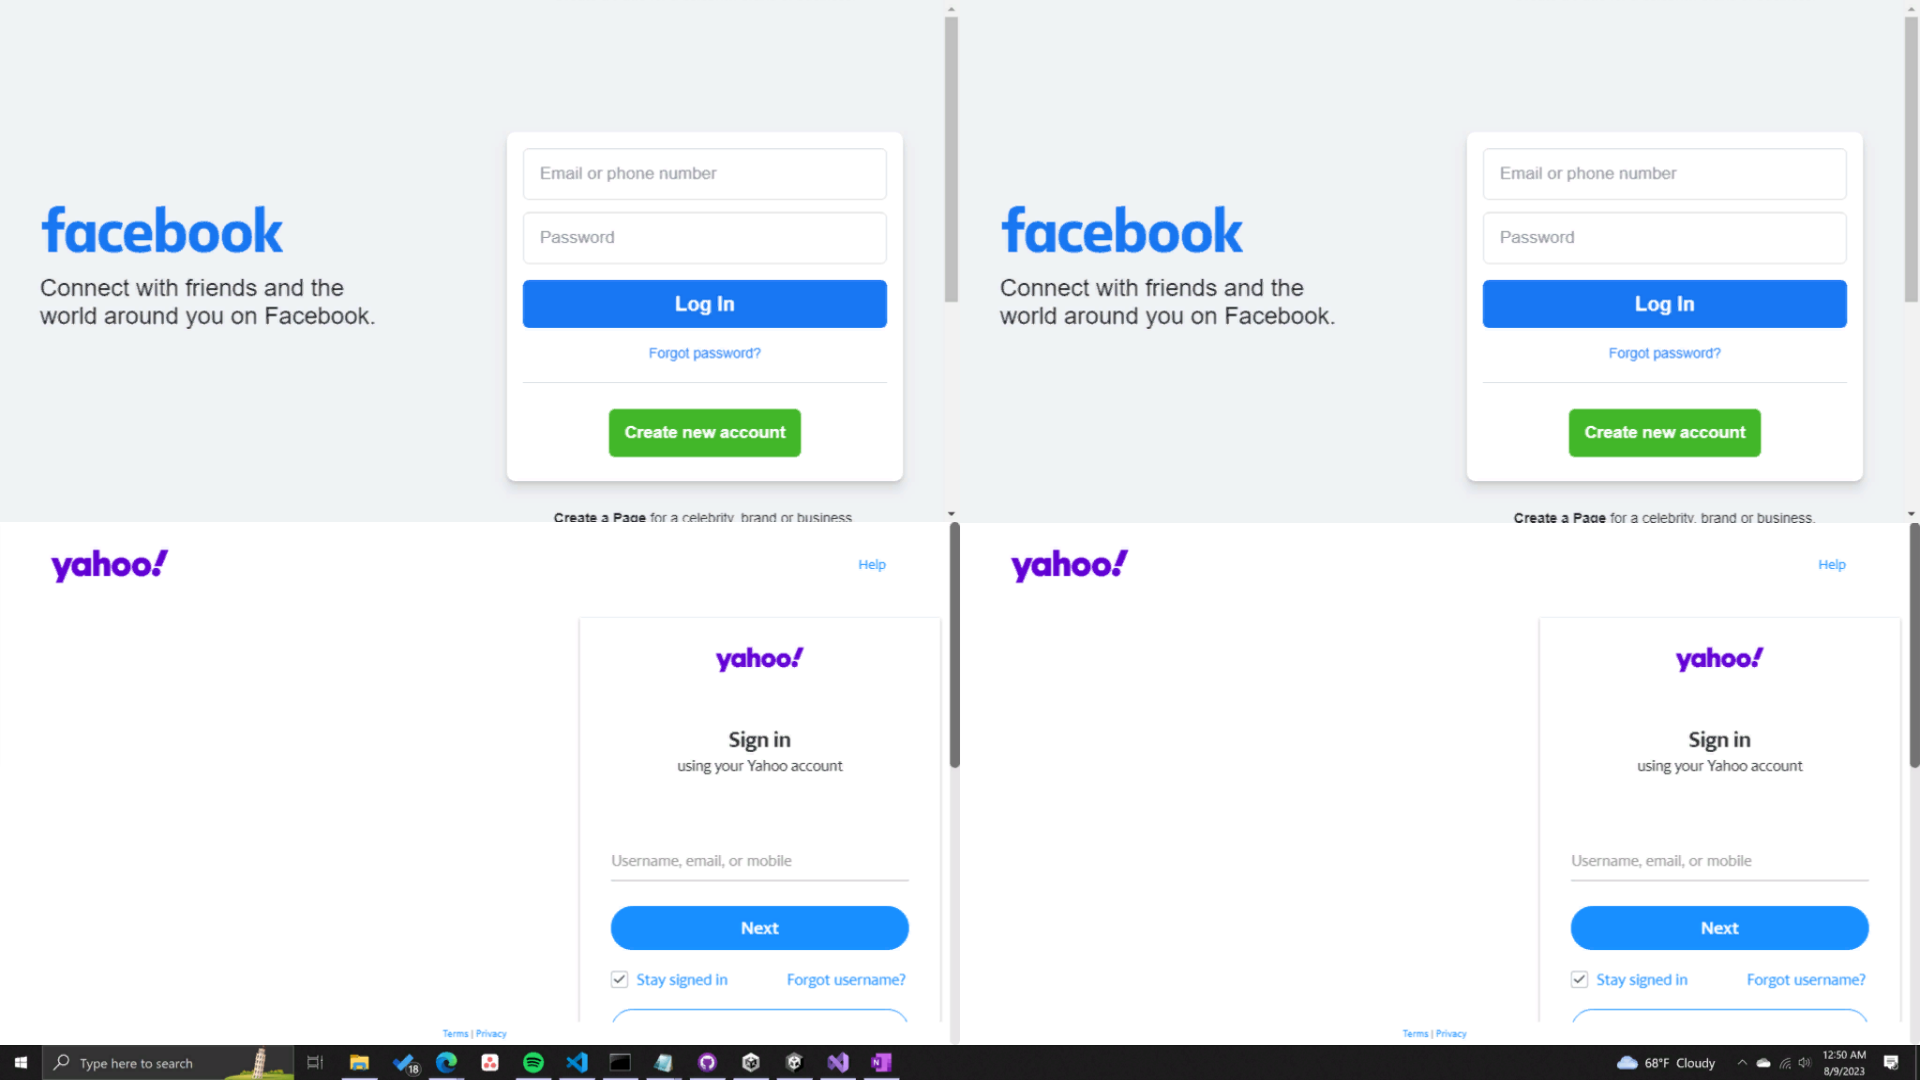 facebook
Connect with friends and the
world around you on Facebook.
Email or phone number
Password
Log In
Forgot password?
Create new account
Create a Page for a celebrity, brand or business.
facebook
Connect with friends and the
world around you on Facebook.
Email or phone number
Password
Log In
Forgot password?
Create new account
Create a Page for a celebrity, brand or business.
yahoo!
Help
yahoo!
Sign in
using your Yahoo account
Username, email, or mobile
Next
Stay signed in
Forgot username?
Terms | Privacy
yahoo!
Help
yahoo!
Sign in
using your Yahoo account
Username, email, or mobile
Next
Stay signed in
Forgot username?
Terms | Privacy
Type here to search
18
N
68°F Cloudy
12:50 AM
8/9/2023